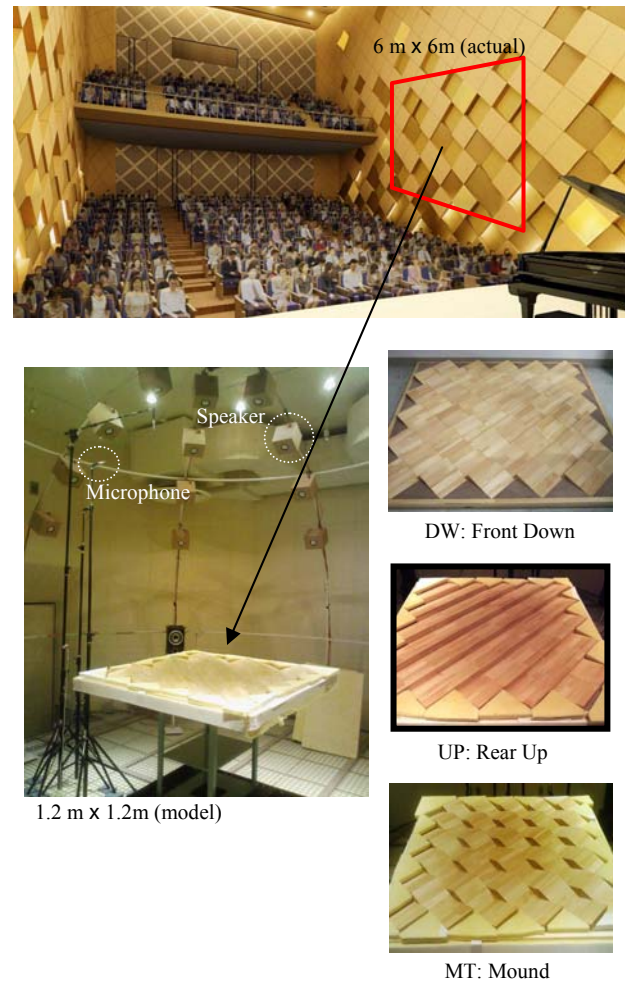 6 m x 6m (actual)
Speaker
Microphone
1.2 m x 1.2m (model)
DW: Front Down
UP: Rear Up
MT: Mound